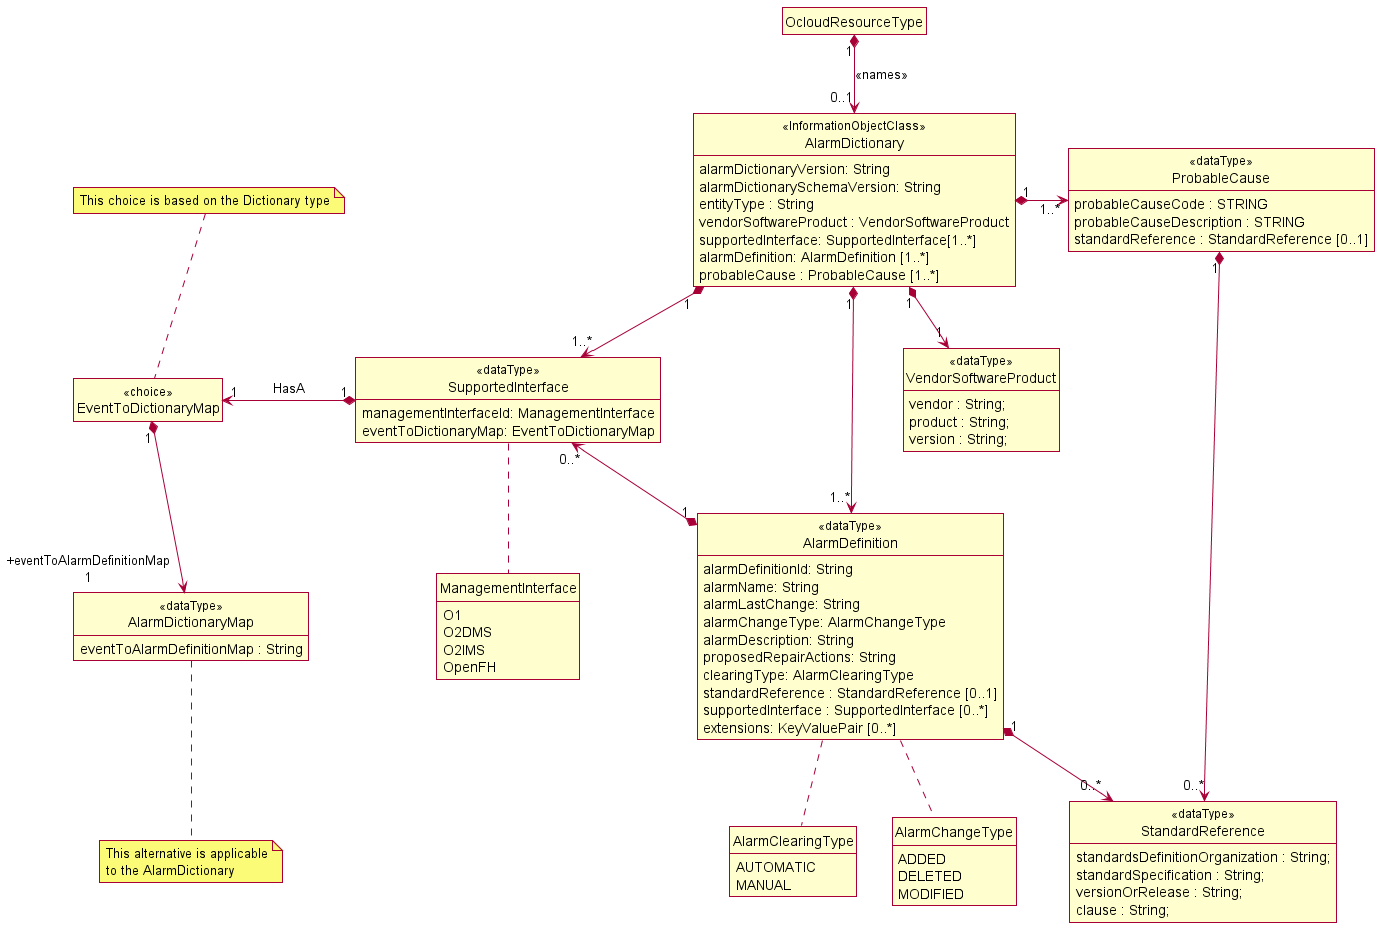 OcloudResourceType
1
«names»
0..1
«InformationObjectClass»
AlarmDictionary
alarmDictionaryVersion: String
alarmDictionarySchemaVersion: String
entityType : String
vendorSoftwareProduct : VendorSoftwareProduct
supportedInterface: SupportedInterface[1..*]
alarmDefinition: AlarmDefinition [1..*]
probableCause : ProbableCause [1..*]
1
1..*
«dataType»
ProbableCause
probableCauseCode : STRING
probableCauseDescription : STRING
standardReference : StandardReference [0..1]
1
This choice is based on the Dictionary type
1
1
1
1..*
1
«dataType»
VendorSoftwareProduct
vendor : String;
product : String;
version : String;
«dataType»
SupportedInterface
managementInterfaceId: ManagementInterface
eventToDictionaryMap: EventToDictionaryMap
1
HasA
1
«choice»
EventToDictionaryMap
1
0..*
1
1..*
«dataType»
AlarmDefinition
alarmDefinitionId: String
alarmName: String
alarmLastChange: String
alarmChangeType: AlarmChangeType
alarmDescription: String
proposedRepairActions: String
clearingType: AlarmClearingType
standardReference : StandardReference [0..1]
supportedInterface : SupportedInterface [0..*]
extensions: KeyValuePair [0..*]
+eventToAlarmDefinitionMap
1
«dataType»
AlarmDictionaryMap
eventToAlarmDefinitionMap : String
ManagementInterface
O1
O2DMS
O2IMS
OpenFH
1
0..*
0..*
This alternative is applicable
to the AlarmDictionary
AlarmClearingType
AUTOMATIC
MANUAL
AlarmChangeType
ADDED
DELETED
MODIFIED
«dataType»
StandardReference
standardsDefinitionOrganization : String;
standardSpecification : String;
versionOrRelease : String;
clause : String;